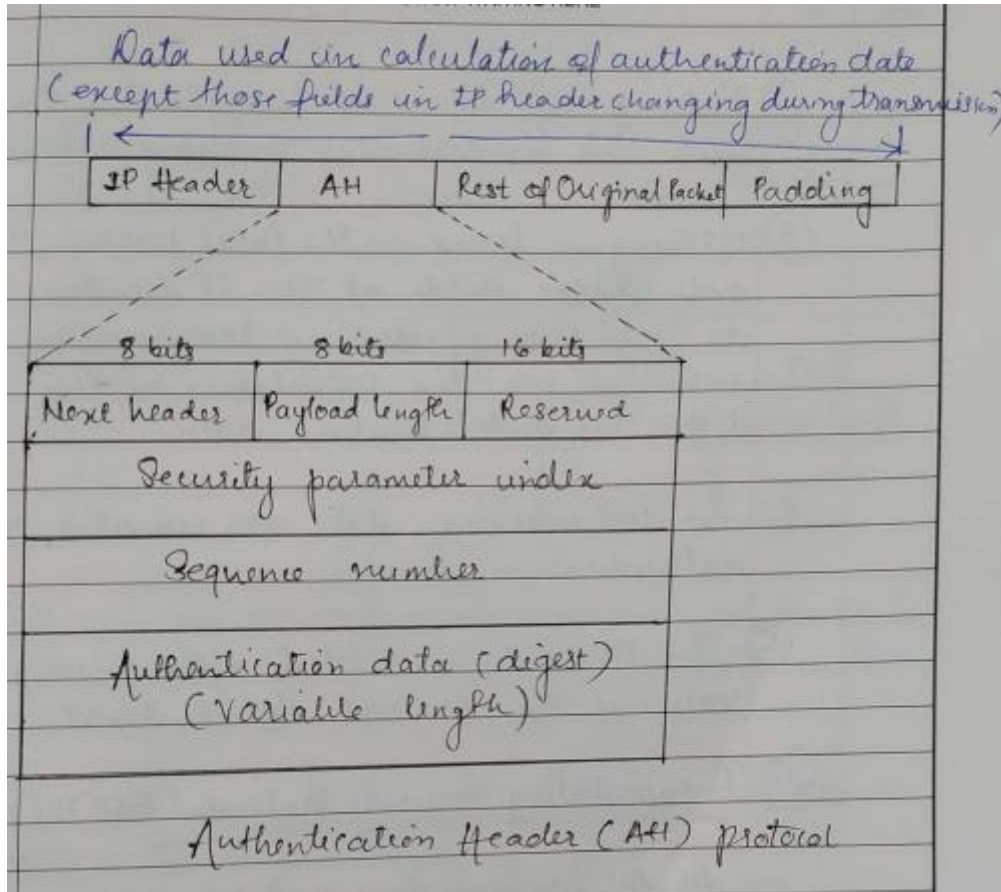 Data used in calculation of authentication date
(except those fields in IP header changing during transmission)
IP Header AH Rest of Original Packet Padding
8 bits 8 bits 16 bits
Next header Payload length Reserved
Security parameter index
Sequence number
Authentication data (digest)
(variable length)
Authentication Header (AH) protocol